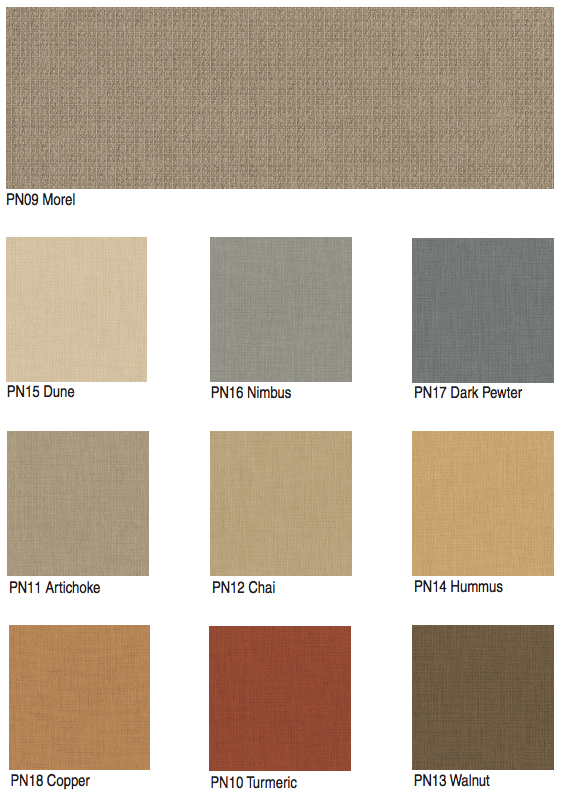 PN09 Morel
PN15 Dune
PN16 Nimbus
PN17 Dark Pewter
PN11 Artichoke
PN12 Chai
PN14 Hummus
PN18 Copper
PN10 Turmeric
PN13 Walnut